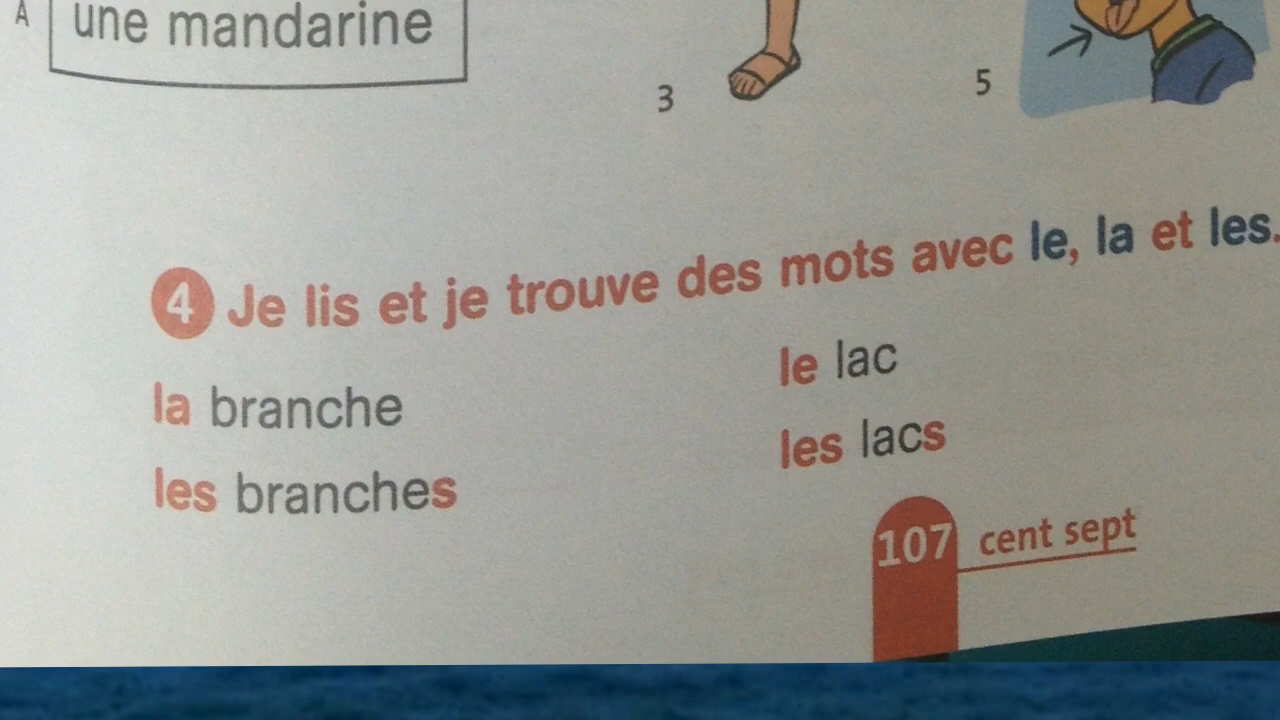 A
une mandarine
3
5
4 Je lis et je trouve des mots avec le, la et les.
la branche
les branches
le lac
les lacs
107 cent sept